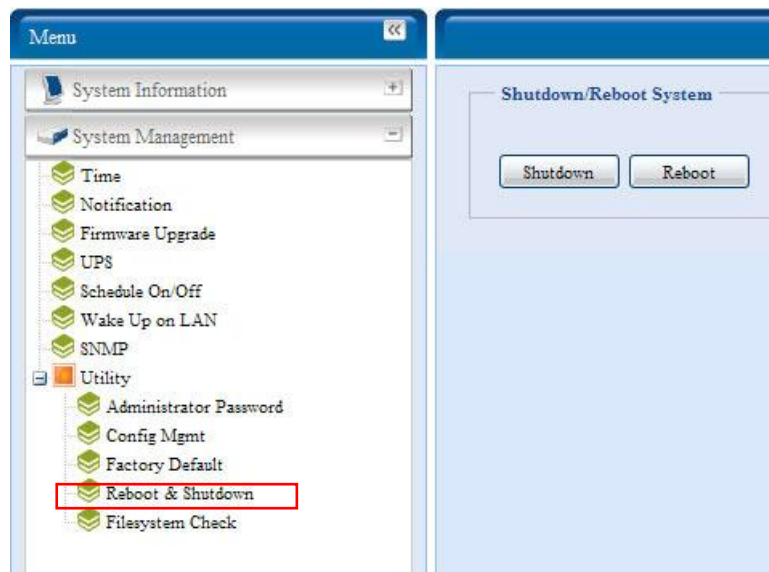 Menu
System Information
System Management
Time
Notification
Firmware Upgrade
UPS
Schedule On/Off
Wake Up on LAN
SNMP
Utility
Administrator Password
Config Mgmt
Factory Default
Reboot & Shutdown
Filesystem Check
Shutdown/Reboot System
Shutdown Reboot